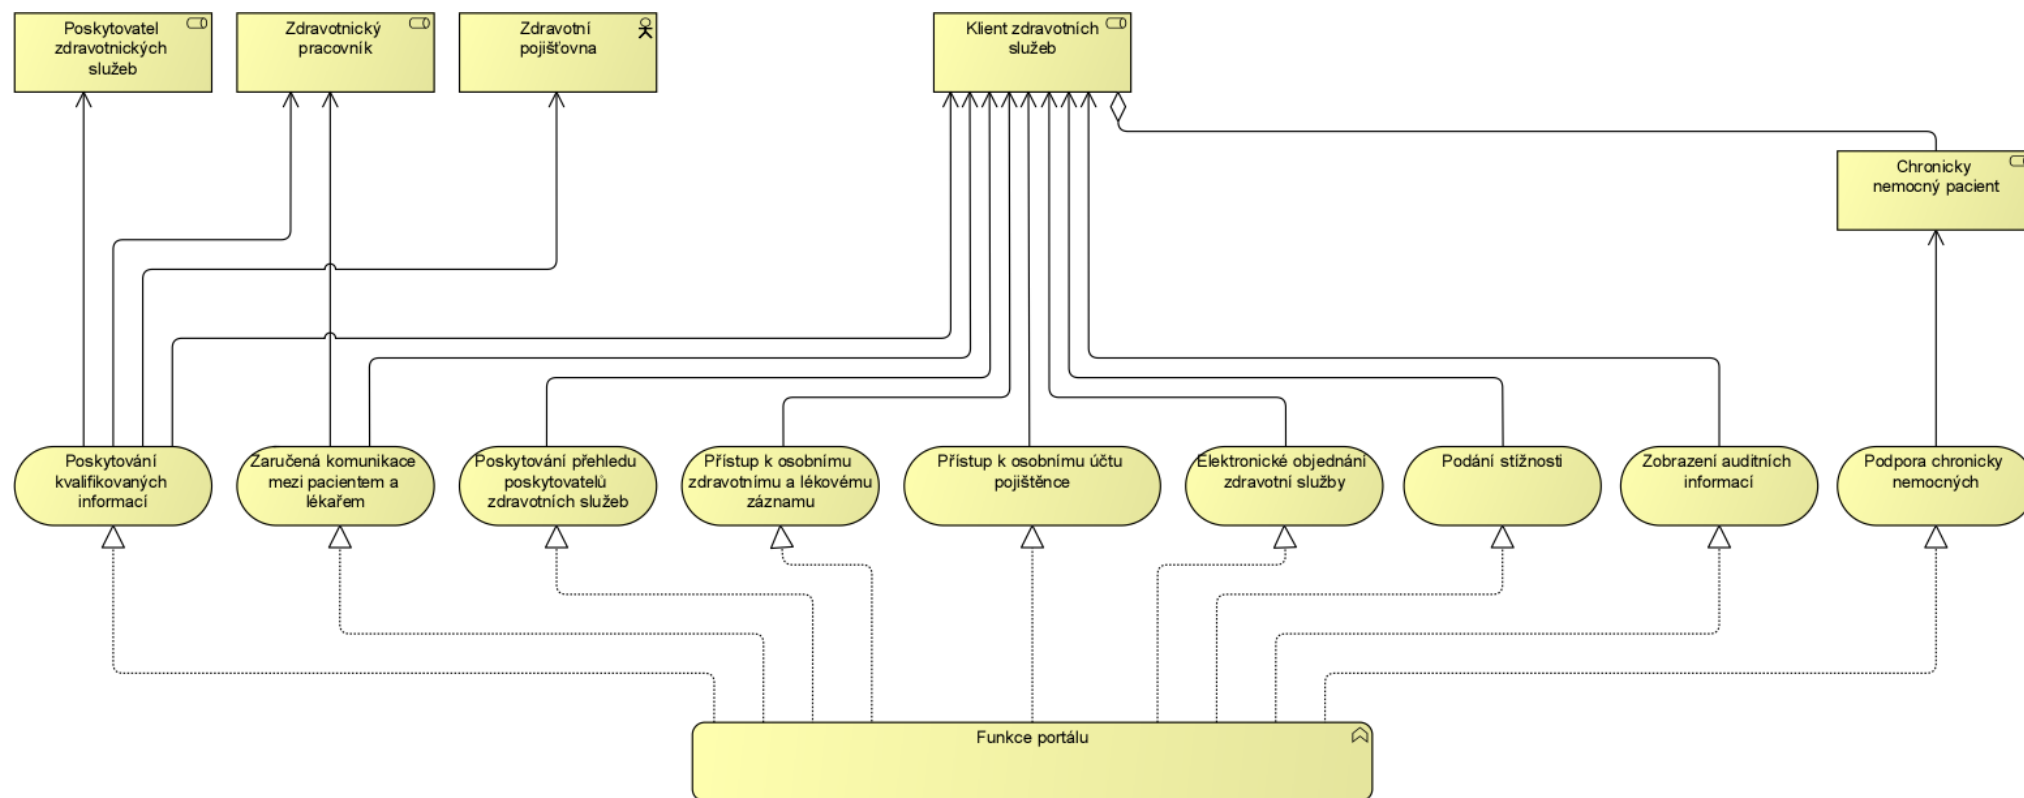 Poskytovatel
zdravotnických
služeb
Zdravotnický
pracovník
Zdravotní
pojišťovna
Klient zdravotních
služeb
Chronicky
nemocný pacient
Poskytování
kvalifikovaných
informací
Zaručená komunikace
mezi pacientem a
lékařem
Poskytování přehledu
poskytovatelů
zdravotních služeb
Přístup k osobnímu
zdravotnímu a lékovému
záznamu
Přístup k osobnímu účtu
pojištěnce
Elektronické objednání
zdravotní služby
Podání stížnosti
Zobrazení auditních
informací
Podpora chronicky
nemocných
Funkce portálu